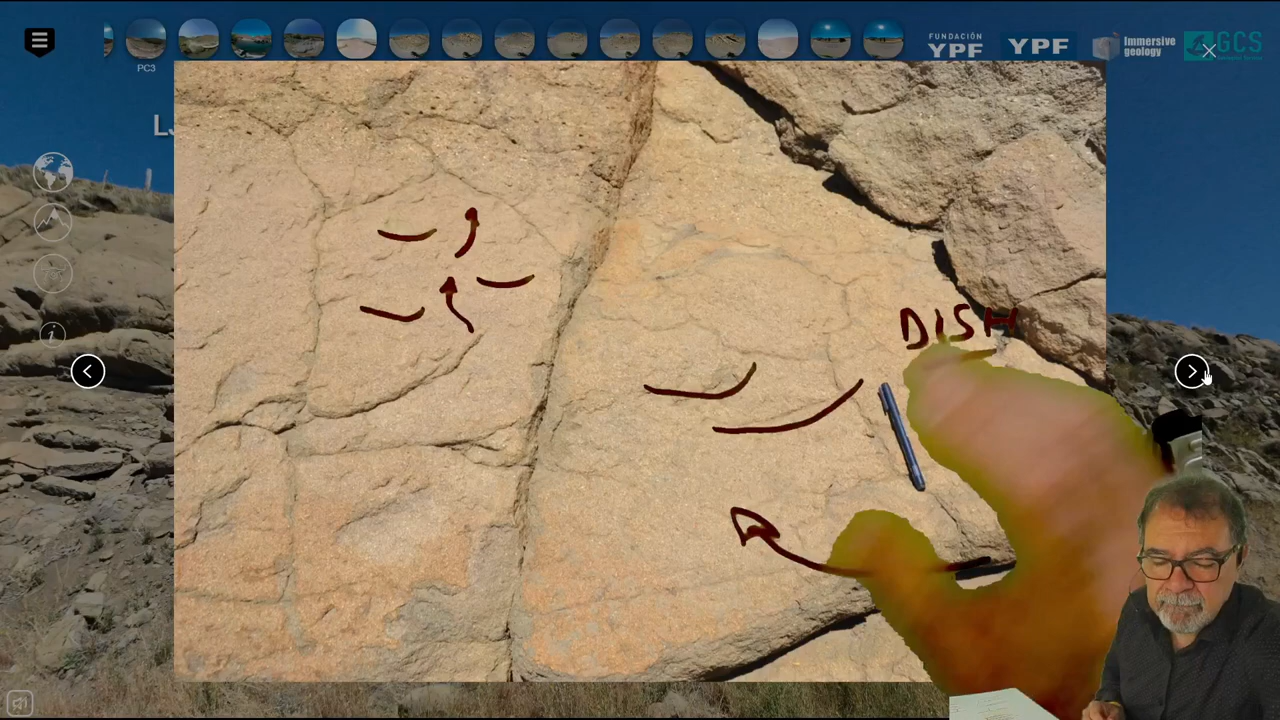 FUNDACIÓN
YPF
YPF
Immersive
geology
GCS
PC3
DISH